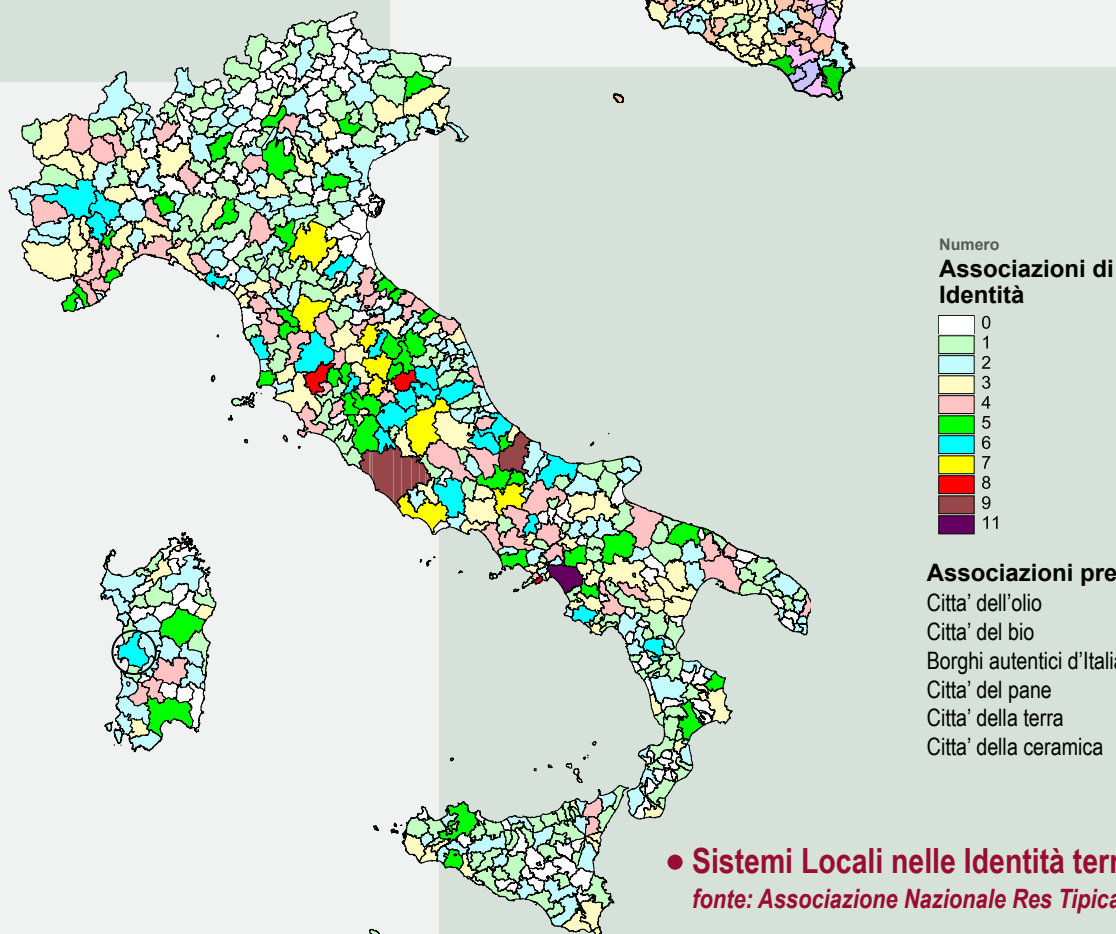 Numero
Associazioni di
Identità
0
1
2
3
4
5
6
7
8
9
11
Associazioni pre
Citta' dell'olio
Citta' del bio
Borghi autentici d'Italia
Citta' del pane
Citta' della terra
Citta' della ceramica
• Sistemi Locali nelle Identità terr
fonte: Associazione Nazionale Res Tipica